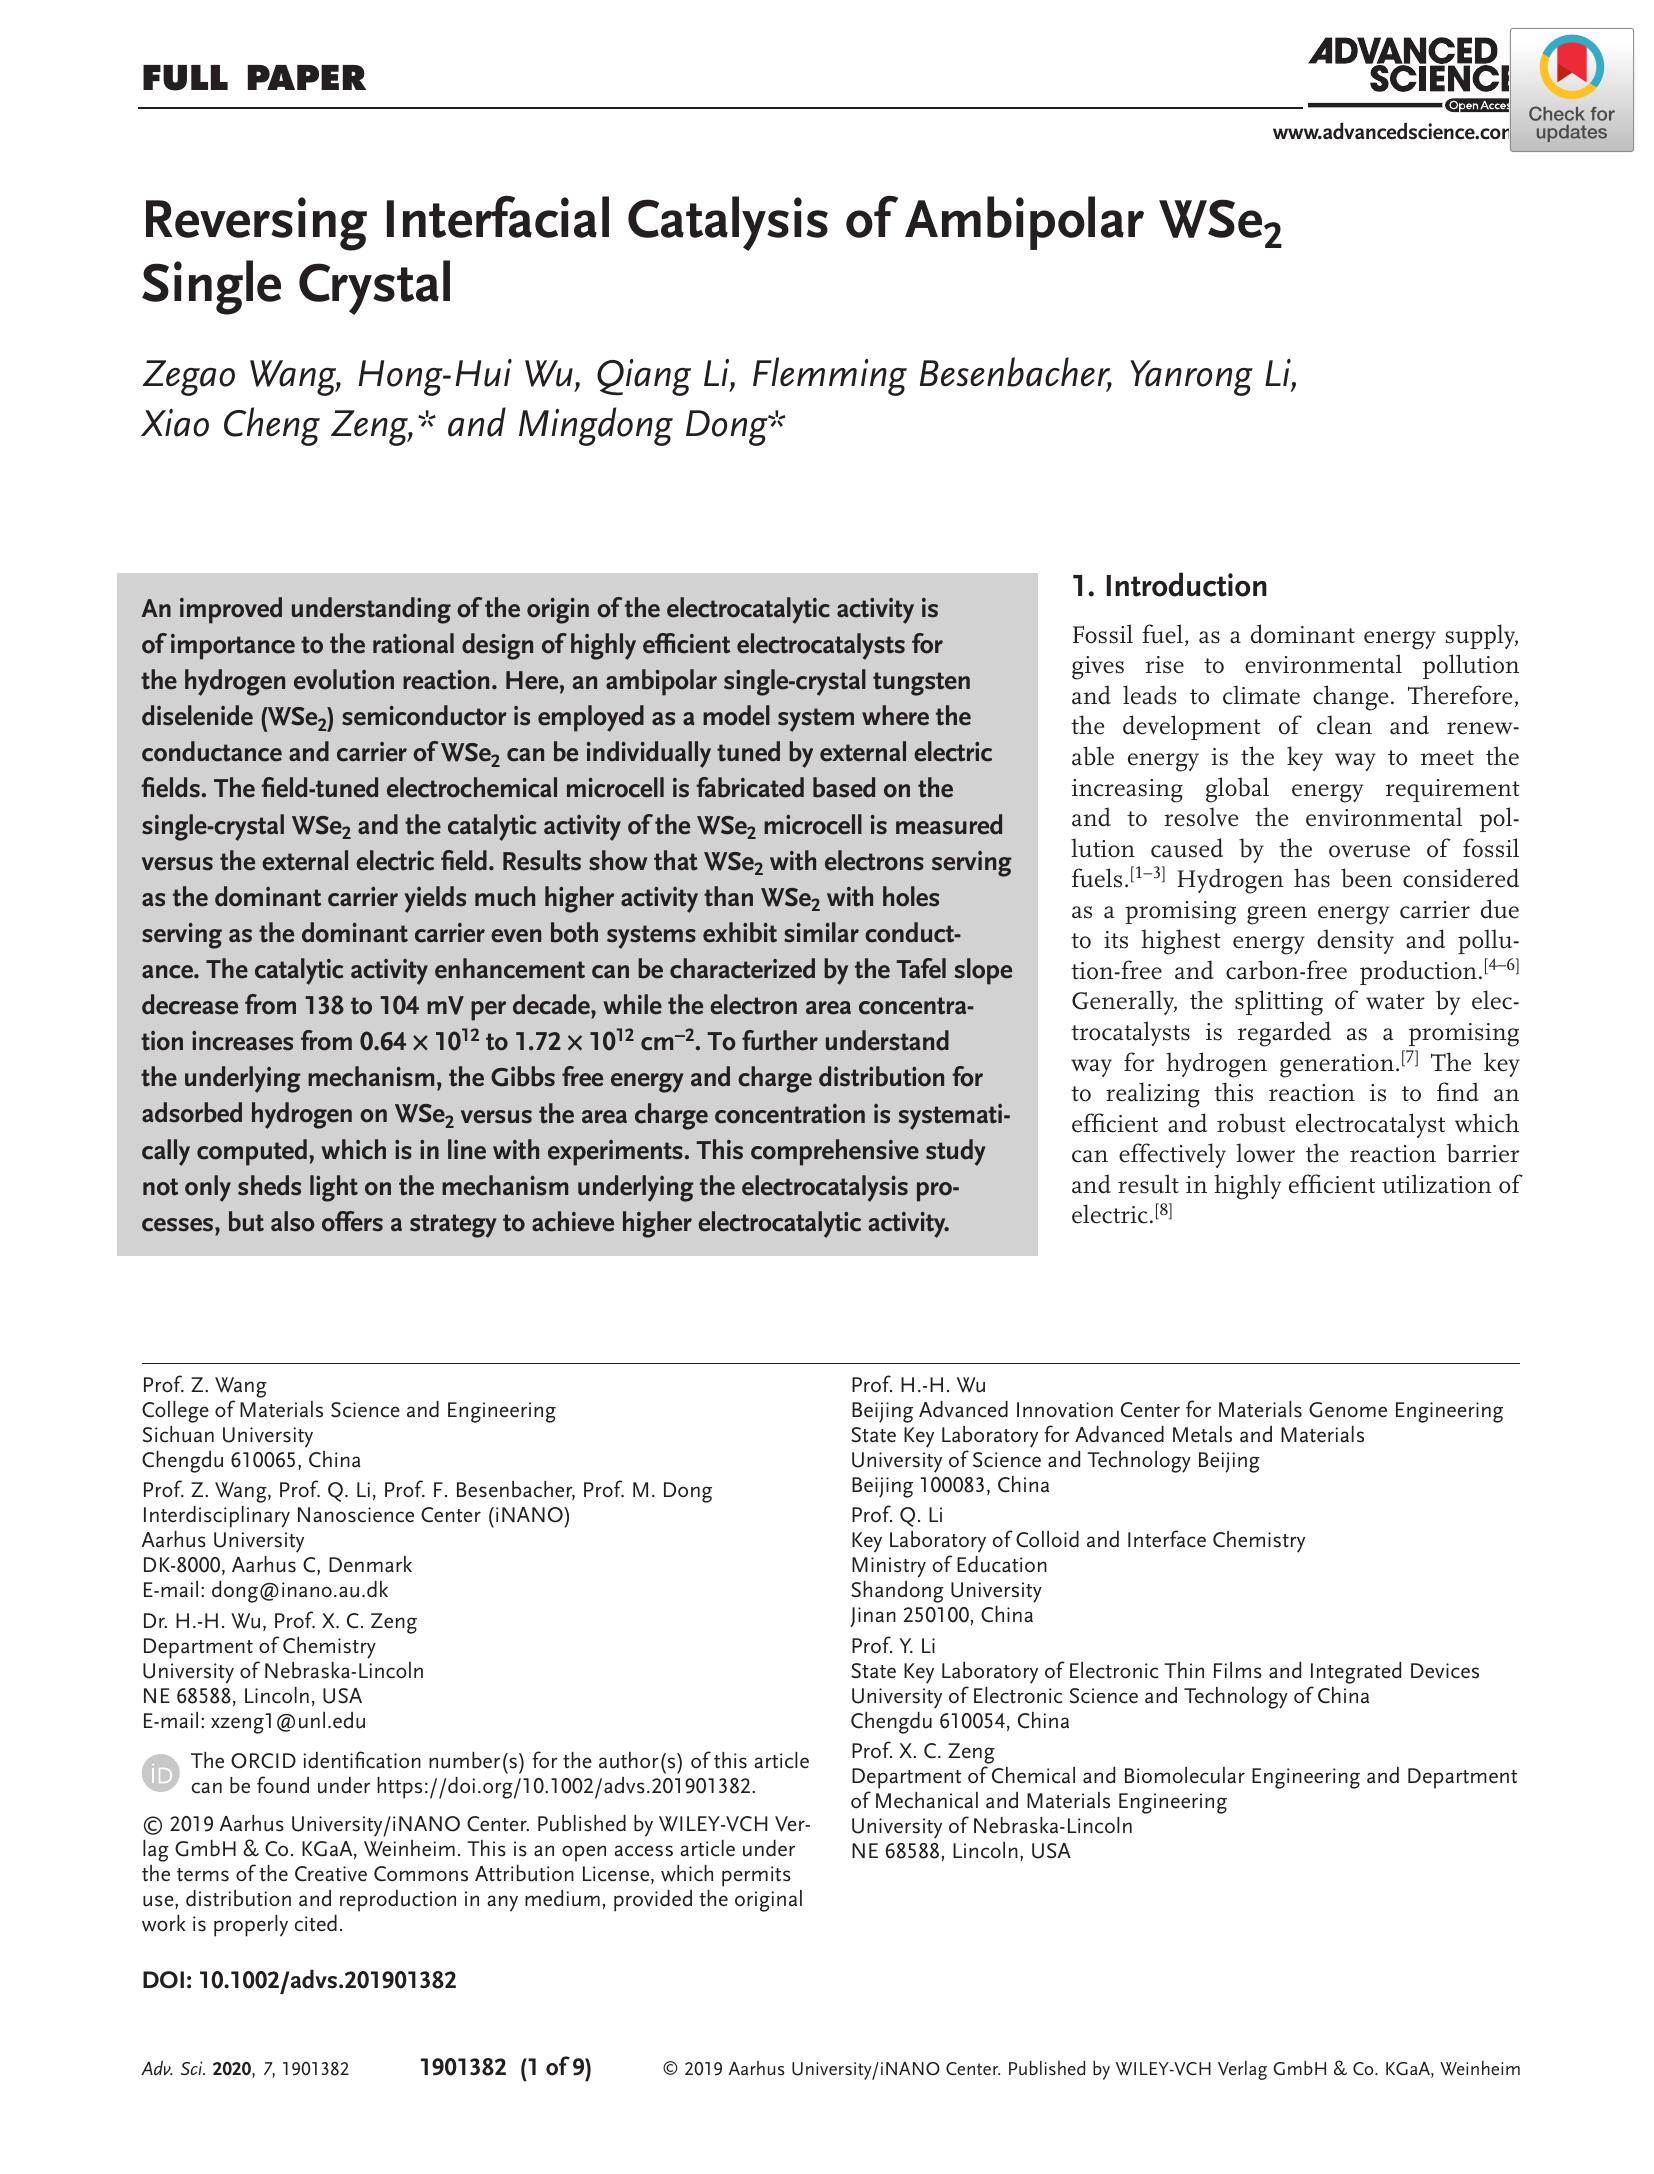 FULL PAPER
ADVANCED
SCIENCE
Open Access
www.advancedscience.com
Check for
updates
Reversing Interfacial Catalysis of Ambipolar WSe2
Single Crystal
Zegao Wang, Hong-Hui Wu, Qiang Li, Flemming Besenbacher, Yanrong Li,
Xiao Cheng Zeng,* and Mingdong Dong*
An improved understanding of the origin of the electrocatalytic activity is
of importance to the rational design of highly efficient electrocatalysts for
the hydrogen evolution reaction. Here, an ambipolar single-crystal tungsten
diselenide (WSe2) semiconductor is employed as a model system where the
conductance and carrier of WSe2 can be individually tuned by external electric
fields. The field-tuned electrochemical microcell is fabricated based on the
single-crystal WSe2 and the catalytic activity of the WSe2 microcell is measured
versus the external electric field. Results show that WSe2 with electrons serving
as the dominant carrier yields much higher activity than WSe2 with holes
serving as the dominant carrier even both systems exhibit similar conduct-
ance. The catalytic activity enhancement can be characterized by the Tafel slope
decrease from 138 to 104 mV per decade, while the electron area concentra-
tion increases from 0.64 × 10^12 to 1.72 × 10^12 cm−2. To further understand
the underlying mechanism, the Gibbs free energy and charge distribution for
adsorbed hydrogen on WSe2 versus the area charge concentration is systemati-
cally computed, which is in line with experiments. This comprehensive study
not only sheds light on the mechanism underlying the electrocatalysis pro-
cesses, but also offers a strategy to achieve higher electrocatalytic activity.
1. Introduction
Fossil fuel, as a dominant energy supply,
gives rise to environmental pollution
and leads to climate change. Therefore,
the development of clean and renew-
able energy is the key way to meet the
increasing global energy requirement
and to resolve the environmental pol-
lution caused by the overuse of fossil
fuels.[1–3] Hydrogen has been considered
as a promising green energy carrier due
to its highest energy density and pollu-
tion-free and carbon-free production.[4–6]
Generally, the splitting of water by elec-
trocatalysts is regarded as a promising
way for hydrogen generation.[7] The key
to realizing this reaction is to find an
efficient and robust electrocatalyst which
can effectively lower the reaction barrier
and result in highly efficient utilization of
electric.[8]
Prof. Z. Wang
College of Materials Science and Engineering
Sichuan University
Chengdu 610065, China
Prof. Z. Wang, Prof. Q. Li, Prof. F. Besenbacher, Prof. M. Dong
Interdisciplinary Nanoscience Center (iNANO)
Aarhus University
DK-8000, Aarhus C, Denmark
E-mail: dong@inano.au.dk
Dr. H.-H. Wu, Prof. X. C. Zeng
Department of Chemistry
University of Nebraska-Lincoln
NE 68588, Lincoln, USA
E-mail: xzeng1@unl.edu
iD
The ORCID identification number(s) for the author(s) of this article
can be found under https://doi.org/10.1002/advs.201901382.
© 2019 Aarhus University/iNANO Center. Published by WILEY-VCH Ver-
lag GmbH & Co. KGaA, Weinheim. This is an open access article under
the terms of the Creative Commons Attribution License, which permits
use, distribution and reproduction in any medium, provided the original
work is properly cited.
DOI: 10.1002/advs.201901382
Prof. H.-H. Wu
Beijing Advanced Innovation Center for Materials Genome Engineering
State Key Laboratory for Advanced Metals and Materials
University of Science and Technology Beijing
Beijing 100083, China
Prof. Q. Li
Key Laboratory of Colloid and Interface Chemistry
Ministry of Education
Shandong University
Jinan 250100, China
Prof. Y. Li
State Key Laboratory of Electronic Thin Films and Integrated Devices
University of Electronic Science and Technology of China
Chengdu 610054, China
Prof. X. C. Zeng
Department of Chemical and Biomolecular Engineering and Department
of Mechanical and Materials Engineering
University of Nebraska-Lincoln
NE 68588, Lincoln, USA
Adv. Sci. 2020, 7, 1901382
1901382 (1 of 9)
© 2019 Aarhus University/iNANO Center. Published by WILEY-VCH Verlag GmbH & Co. KGaA, Weinheim